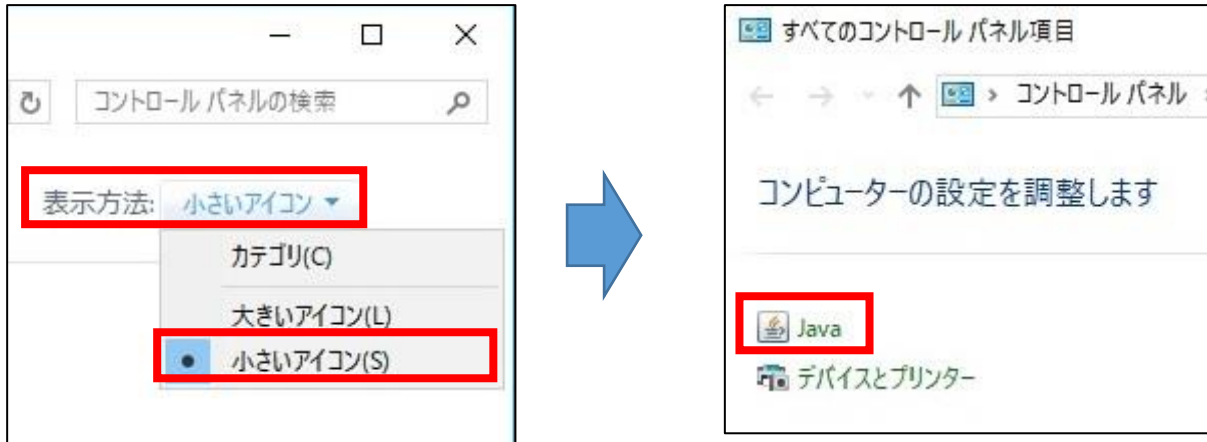 コントロール パネルの検索
表示方法: 小さいアイコン
カテゴリ(C)
大きいアイコン(L)
小さいアイコン(S)
すべてのコントロール パネル項目
コントロール パネル
コンピューターの設定を調整します
Java
デバイスとプリンター